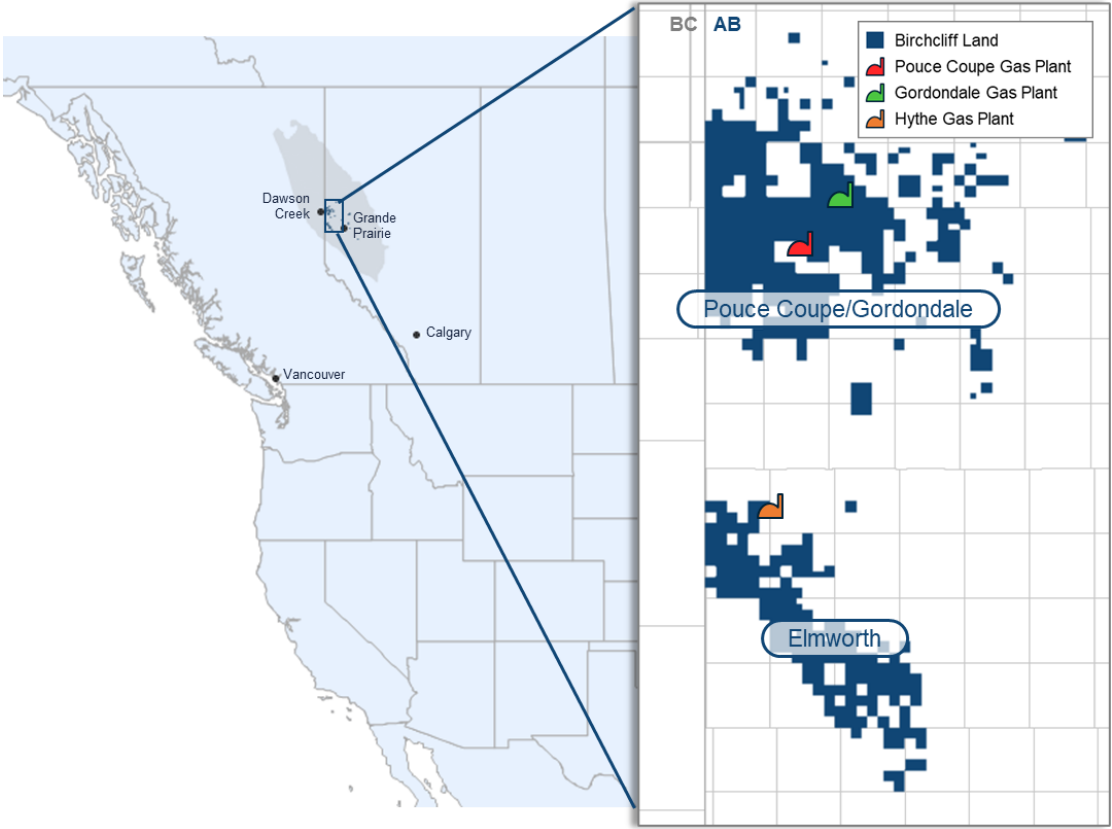 BC AB
Birchcliff Land
Pouce Coupe Gas Plant
Gordondale Gas Plant
Hythe Gas Plant
Dawson
Creek
Grande
Prairie
Calgary
Vancouver
Pouce Coupe/Gordondale
Elmworth